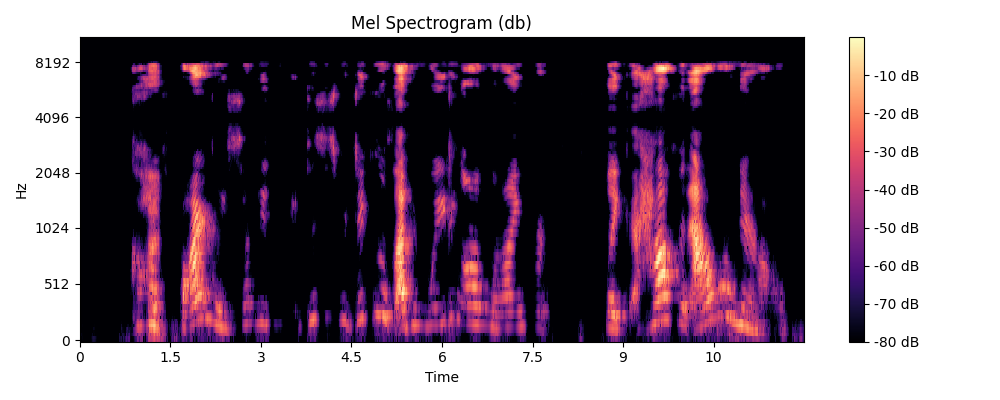 Mel Spectrogram (db)
8192
4096
2048
1024
512
0
Hz
0 1.5 3 4.5 6 7.5 9 10
Time
-10 dB
-20 dB
-30 dB
-40 dB
-50 dB
-60 dB
-70 dB
-80 dB